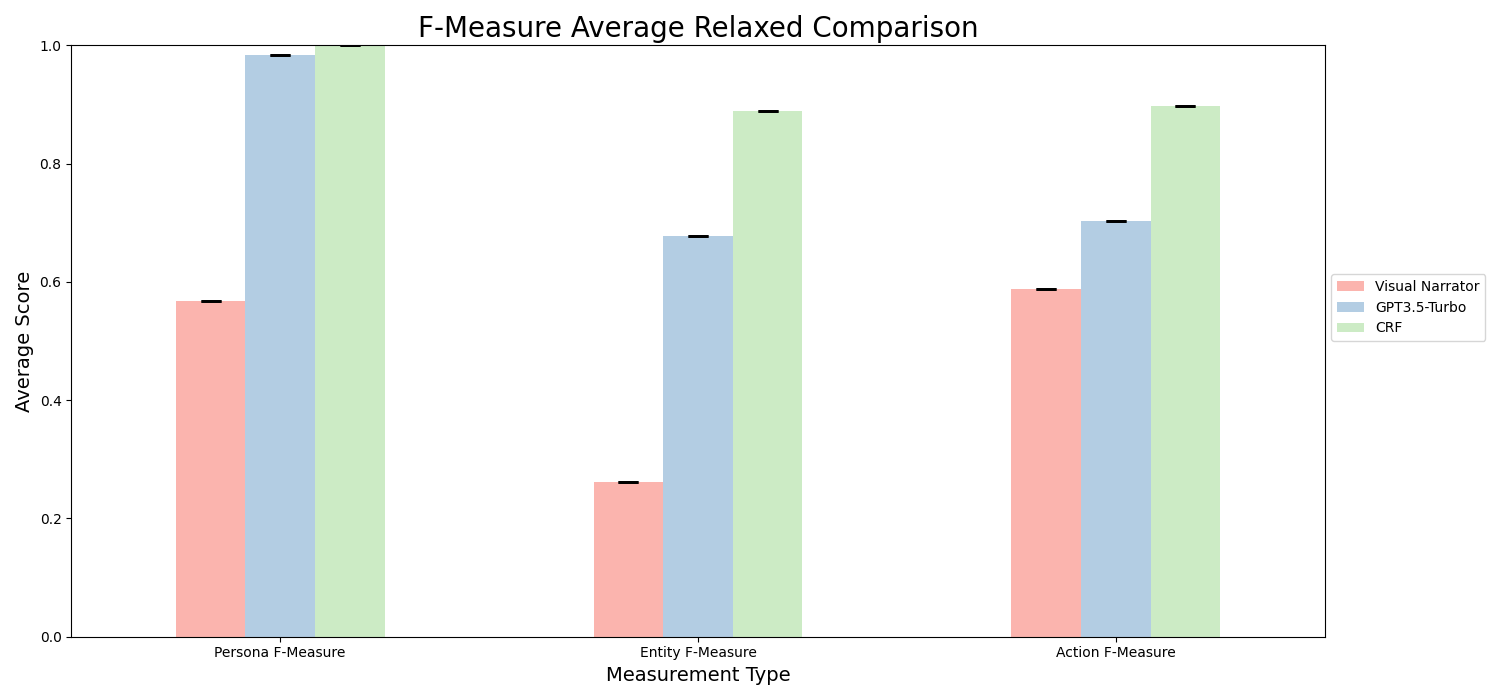 F-Measure Average Relaxed Comparison
1.0
0.8
0.6
0.4
0.2
0.0
Average Score
Persona F-Measure
Entity F-Measure
Action F-Measure
Measurement Type
Visual Narrator
GPT3.5-Turbo
CRF